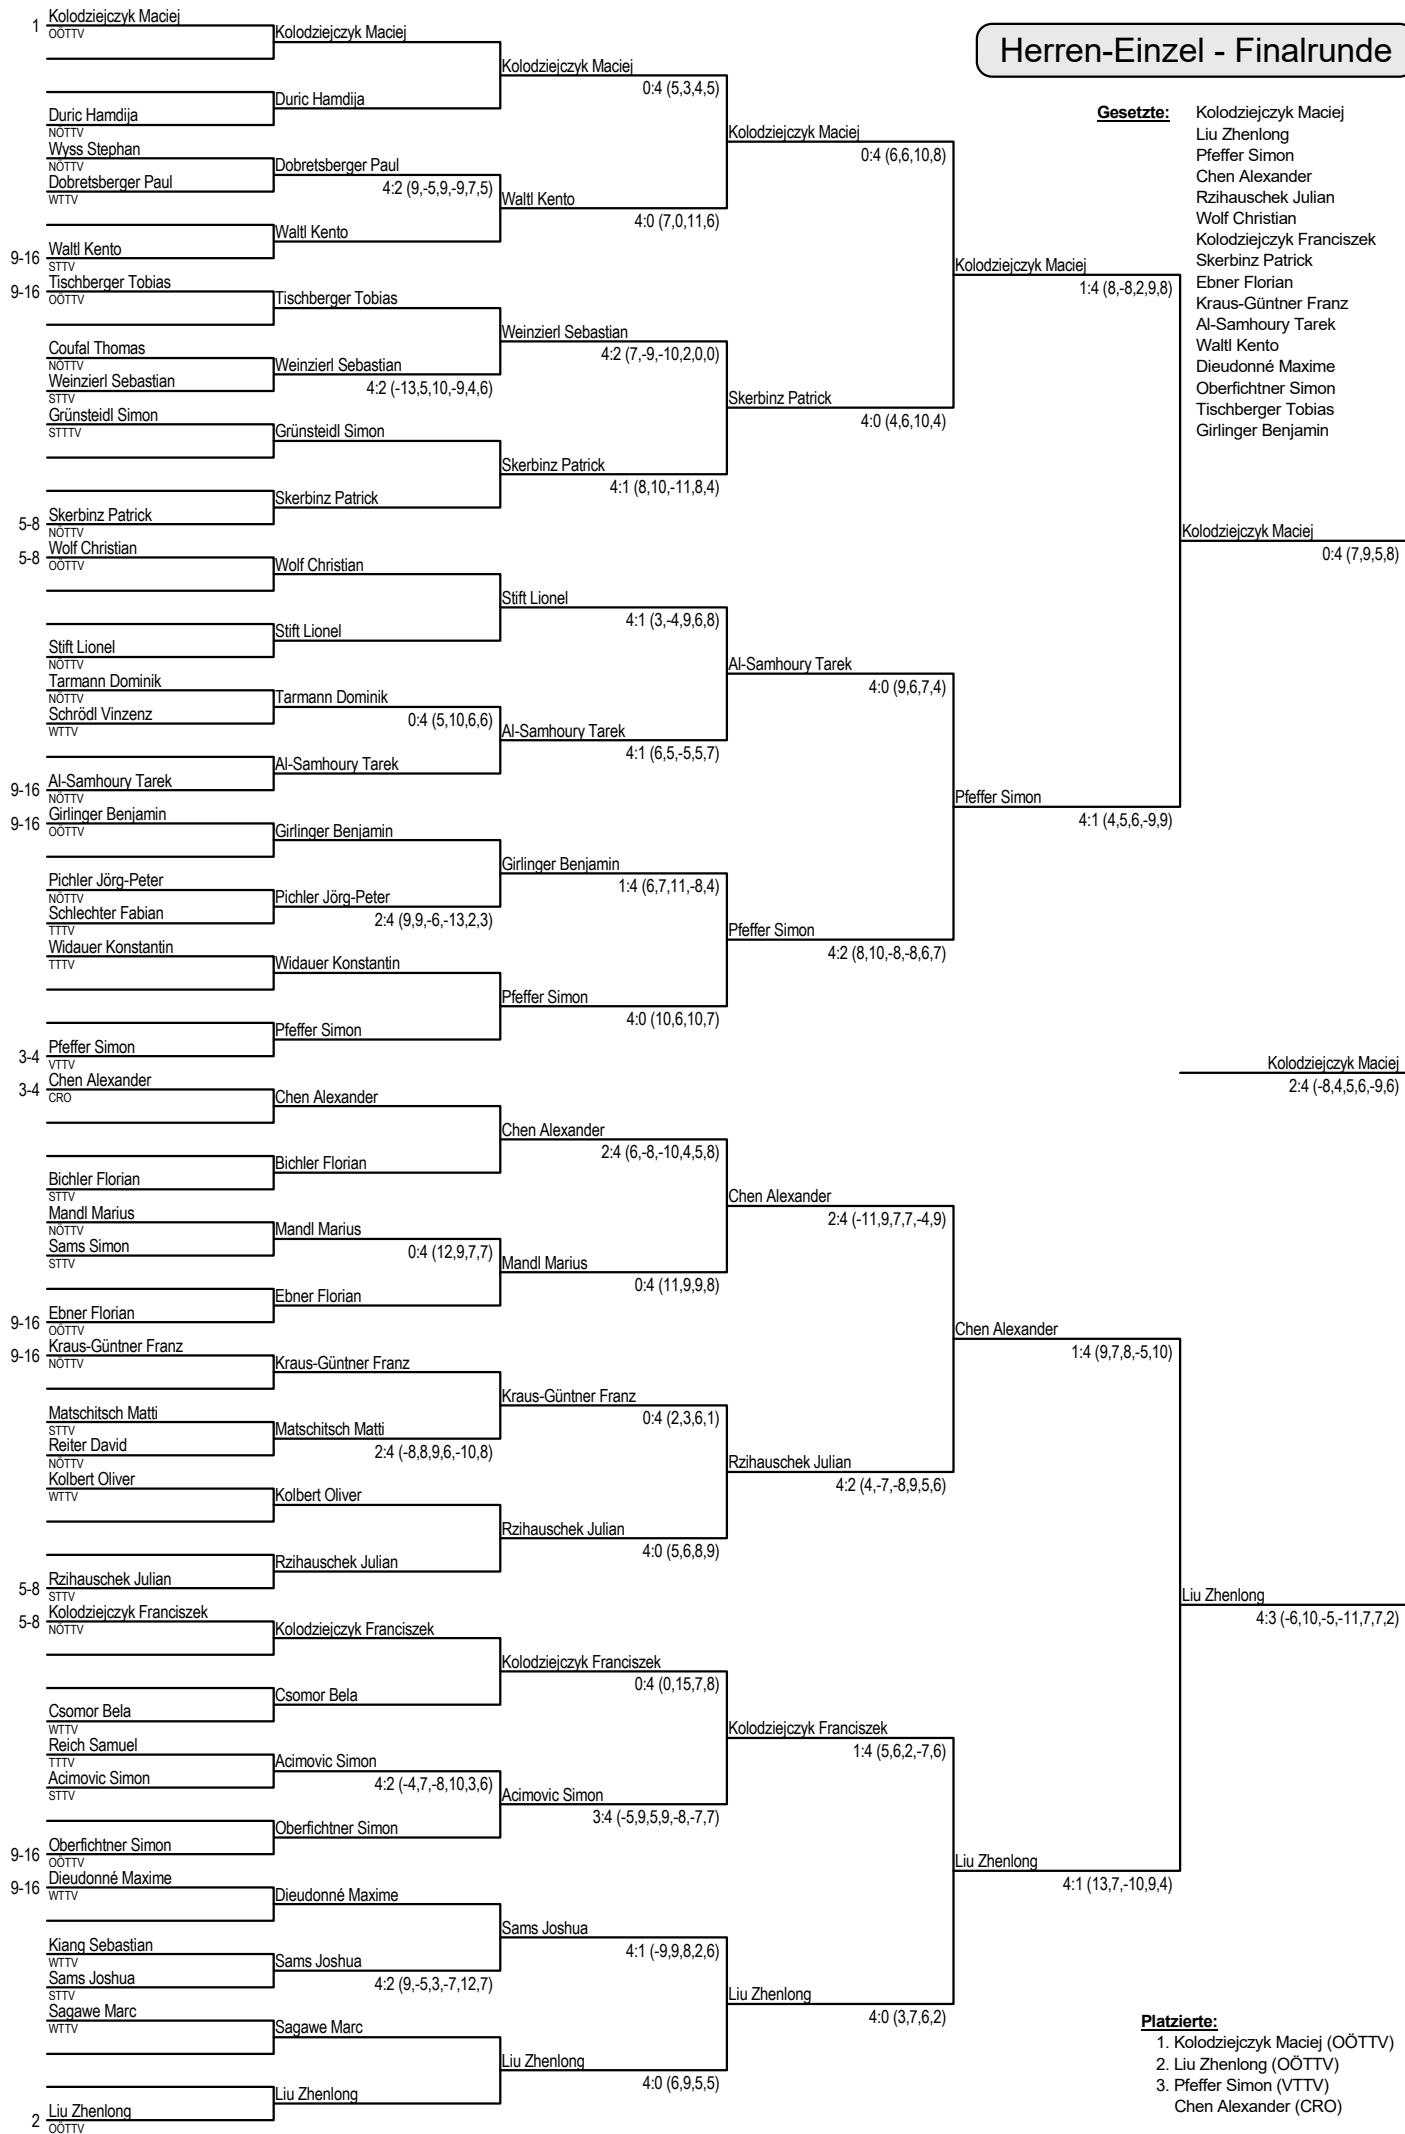 Herren-Einzel - Finalrunde
Gesetzte:
Kolodziejczyk Maciej
Liu Zhenlong
Pfeffer Simon
Chen Alexander
Rzihauschek Julian
Wolf Christian
Kolodziejczyk Franciszek
Skerbinz Patrick
Ebner Florian
Kraus-Güntner Franz
Al-Samhoury Tarek
Waltl Kento
Dieudonné Maxime
Oberfichtner Simon
Tischberger Tobias
Girlinger Benjamin
1 Kolodziejczyk Maciej
OÖTTV
Duric Hamdija
NÖTTV
Wyss Stephan
NÖTTV
Dobretsberger Paul
WTTV
9-16 Waltl Kento
STTV
9-16 Tischberger Tobias
OÖTTV
Coufal Thomas
NÖTTV
Weinzierl Sebastian
STTV
Grünsteidl Simon
STTTV
5-8 Skerbinz Patrick
NÖTTV
5-8 Wolf Christian
OÖTTV
Stift Lionel
NÖTTV
Tarmann Dominik
NÖTTV
Schrödl Vinzenz
WTTV
9-16 Al-Samhoury Tarek
NÖTTV
9-16 Girlinger Benjamin
OÖTTV
Pichler Jörg-Peter
NÖTTV
Schlechter Fabian
TTTV
Widauer Konstantin
TTTV
3-4 Pfeffer Simon
VTTV
3-4 Chen Alexander
CRO
Bichler Florian
STTV
Mandl Marius
NÖTTV
Sams Simon
STTV
9-16 Ebner Florian
OÖTTV
9-16 Kraus-Güntner Franz
NÖTTV
Matschitsch Matti
STTV
Reiter David
NÖTTV
Kolbert Oliver
WTTV
5-8 Rzihauschek Julian
STTV
5-8 Kolodziejczyk Franciszek
NÖTTV
Csomor Bela
WTTV
Reich Samuel
TTTV
Acimovic Simon
STTV
9-16 Oberfichtner Simon
OÖTTV
9-16 Dieudonné Maxime
WTTV
Kiang Sebastian
WTTV
Sams Joshua
STTV
Sagawe Marc
WTTV
2 Liu Zhenlong
OÖTTV
Kolodziejczyk Maciej
Duric Hamdija
Dobretsberger Paul
4:2 (9,-5,9,-9,7,5)
Waltl Kento
Tischberger Tobias
Weinzierl Sebastian
4:2 (-13,5,10,-9,4,6)
Grünsteidl Simon
Skerbinz Patrick
Wolf Christian
Stift Lionel
Tarmann Dominik
0:4 (5,10,6,6)
Al-Samhoury Tarek
Girlinger Benjamin
Pichler Jörg-Peter
2:4 (9,9,-6,-13,2,3)
Widauer Konstantin
Pfeffer Simon
Chen Alexander
Bichler Florian
Mandl Marius
0:4 (12,9,7,7)
Ebner Florian
Kraus-Güntner Franz
Matschitsch Matti
2:4 (-8,8,9,6,-10,8)
Kolbert Oliver
Rzihauschek Julian
Kolodziejczyk Franciszek
Csomor Bela
Acimovic Simon
4:2 (-4,7,-8,10,3,6)
Oberfichtner Simon
Dieudonné Maxime
Sams Joshua
4:2 (9,-5,3,-7,12,7)
Sagawe Marc
Liu Zhenlong
Kolodziejczyk Maciej
0:4 (5,3,4,5)
Waltl Kento
4:0 (7,0,11,6)
Weinzierl Sebastian
4:2 (7,-9,-10,2,0,0)
Skerbinz Patrick
4:1 (8,10,-11,8,4)
Stift Lionel
4:1 (3,-4,9,6,8)
Al-Samhoury Tarek
4:1 (6,5,-5,5,7)
Girlinger Benjamin
1:4 (6,7,11,-8,4)
Pfeffer Simon
4:0 (10,6,10,7)
Chen Alexander
2:4 (6,-8,-10,4,5,8)
Mandl Marius
0:4 (11,9,9,8)
Kraus-Güntner Franz
0:4 (2,3,6,1)
Rzihauschek Julian
4:0 (5,6,8,9)
Kolodziejczyk Franciszek
0:4 (0,15,7,8)
Acimovic Simon
3:4 (-5,9,5,9,-8,-7,7)
Sams Joshua
4:1 (-9,9,8,2,6)
Liu Zhenlong
4:0 (6,9,5,5)
Kolodziejczyk Maciej
0:4 (6,6,10,8)
Skerbinz Patrick
4:0 (4,6,10,4)
Al-Samhoury Tarek
4:0 (9,6,7,4)
Pfeffer Simon
4:2 (8,10,-8,-8,6,7)
Chen Alexander
2:4 (-11,9,7,7,-4,9)
Rzihauschek Julian
4:2 (4,-7,-8,9,5,6)
Kolodziejczyk Franciszek
1:4 (5,6,2,-7,6)
Liu Zhenlong
4:0 (3,7,6,2)
Kolodziejczyk Maciej
1:4 (8,-8,2,9,8)
Pfeffer Simon
4:1 (4,5,6,-9,9)
Chen Alexander
1:4 (9,7,8,-5,10)
Liu Zhenlong
4:1 (13,7,-10,9,4)
Kolodziejczyk Maciej
0:4 (7,9,5,8)
Liu Zhenlong
4:3 (-6,10,-5,-11,7,7,2)
Kolodziejczyk Maciej
2:4 (-8,4,5,6,-9,6)
Platzierte:
1. Kolodziejczyk Maciej (OÖTTV)
2. Liu Zhenlong (OÖTTV)
3. Pfeffer Simon (VTTV)
Chen Alexander (CRO)